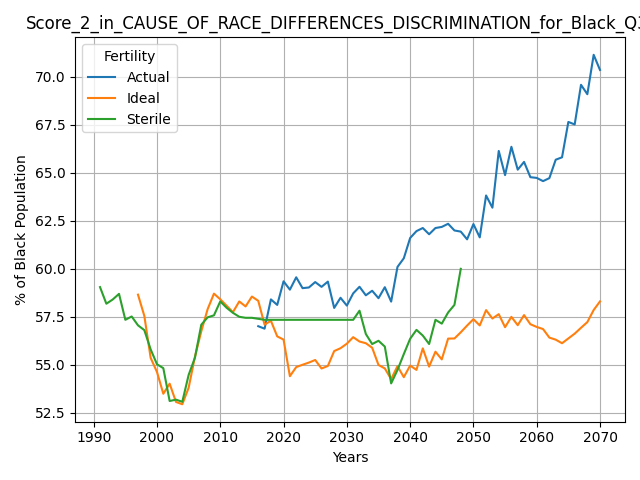 Score_2_in_CAUSE_OF_RACE_DIFFERENCES_DISCRIMINATION_for_Black_Q3
Fertility
Actual
Ideal
Sterile
% of Black Population
70.0
67.5
65.0
62.5
60.0
57.5
55.0
52.5
1990 2000 2010 2020 2030 2040 2050 2060 2070
Years